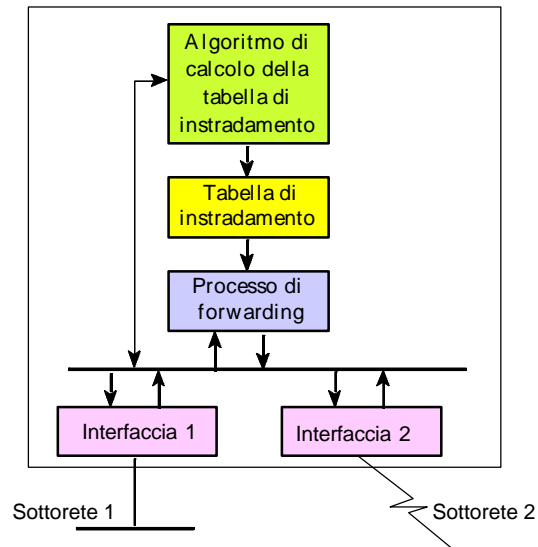 Algoritmo di
calcolo della
tabella di
instradamento
Tabella di
instradamento
Processo di
forwarding
Interfaccia 1
Interfaccia 2
Sottorete 1
Sottorete 2